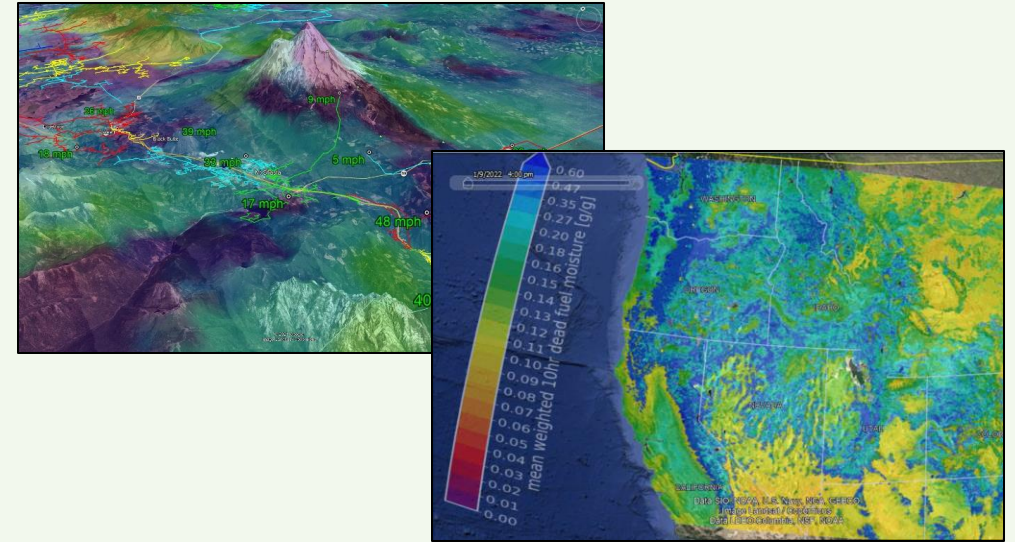 9 mph
26 mph
39 mph
Black Butte
18 mph
32 mph
5 mph
17 mph
48 mph
40
1/9/2022 4:00 pm
0.60
0.47
0.35
0.27
0.20
0.18
0.16
0.15
0.14
0.13
0.12
0.11
0.10
0.09
0.08
0.07
0.06
0.05
0.04
0.03
0.02
0.01
0.00
mean weighted 10hr dead fuel moisture [g/g]
WASHINGTON
OREGON
IDAHO
NEVADA
UTAH
CALIFORNIA
Data SIO, NOAA, U.S. Navy, NGA, GEBCO
Image Landsat / Copernicus
Data LDEO-Columbia, NSF, NOAA